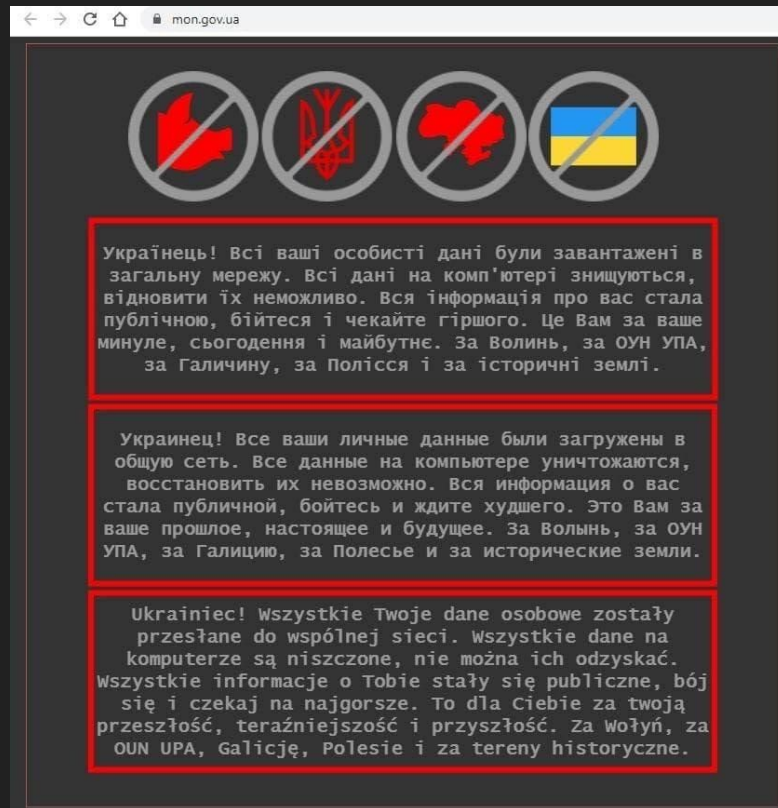 mon.gov.ua
Українець! Всі ваші особисті дані були завантажені в
загальну мережу. Всі дані на комп'ютері знищуються,
відновити їх неможливо. Вся інформація про вас стала
публічною, бійтеся і чекайте гіршого. Це Вам за ваше
минуле, сьогодення і майбутнє. За Волинь, за ОУН УПА,
за Галичину, за Полісся і за історичні землі.
Украинец! Все ваши личные данные были загружены в
общую сеть. Все данные на компьютере уничтожаются,
восстановить их невозможно. Вся информация о вас
стала публичной, бойтесь и ждите худшего. Это Вам за
ваше прошлое, настоящее и будущее. За Волынь, за ОУН
УПА, за Галицию, за Полесье и за исторические земли.
Ukrainiec! Wszystkie Twoje dane osobowe zostały
przesłane do wspólnej sieci. Wszystkie dane na
komputerze są niszczone, nie można ich odzyskać.
Wszystkie informacje o Tobie stały się publiczne, bój
się i czekaj na najgorsze. To dla Ciebie za twoją
przeszłość, teraźniejszość i przyszłość. Za Wołyń, za
OUN UPA, Galicję, Polesie i za tereny historyczne.